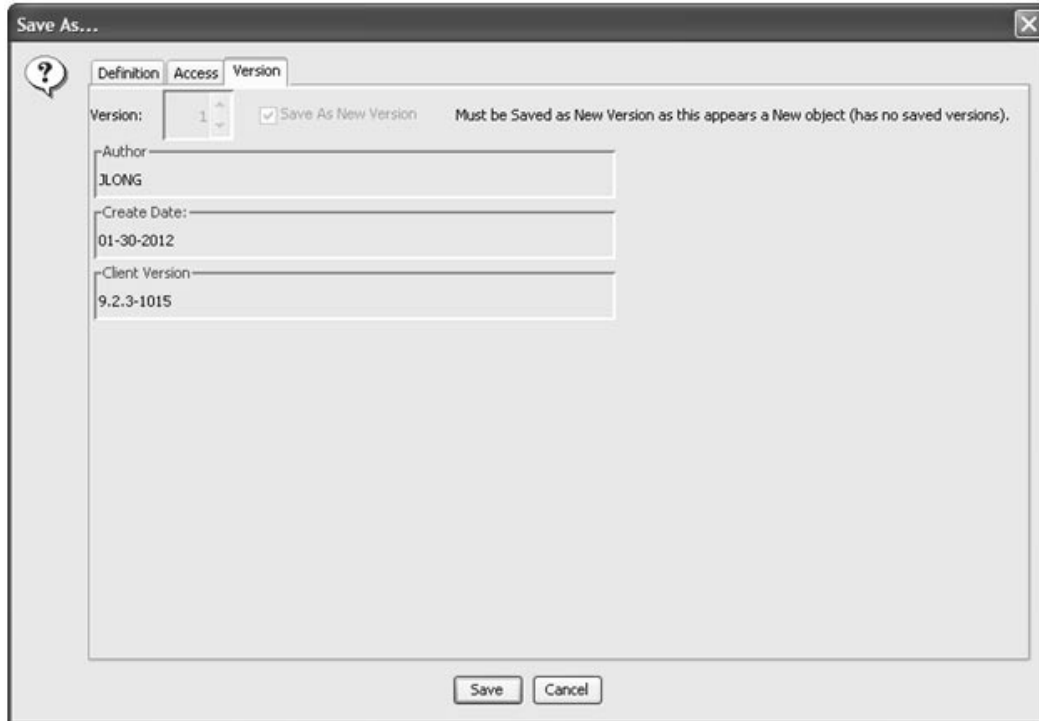 Save As...
?
Definition Access Version
Version: 1 Save As New Version Must be Saved as New Version as this appears a New object (has no saved versions).
Author
JLONG
Create Date:
01-30-2012
Client Version
9.2.3-1015
Save Cancel